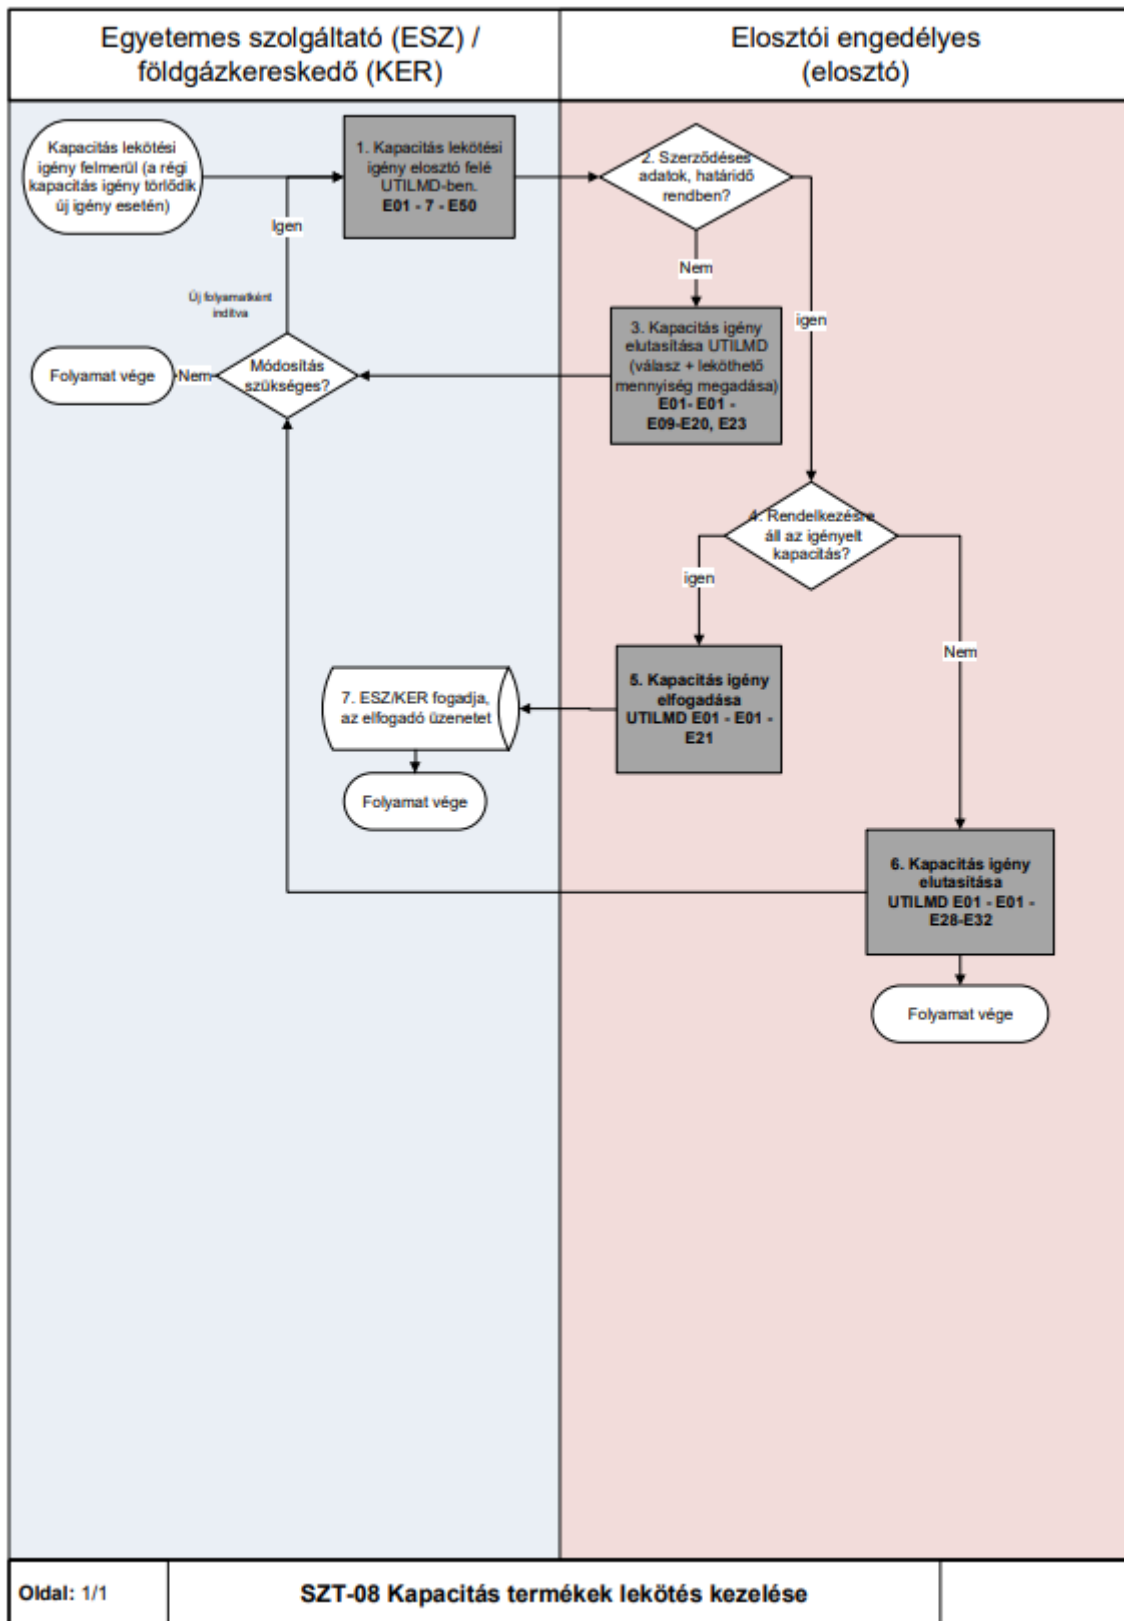 Egyetemes szolgáltató (ESZ) /
földgázkereskedő (KER)
Elosztói engedélyes
(elosztó)
Kapacitás lekötési
igény felmerül (a régi
kapacitás igény törlődik
új igény esetén)
1. Kapacitás lekötési
igény elosztó felé
UTILMD-ben.
E01 - 7 - E50
2. Szerződéses
adatok, határidő
rendben?
Igen
Nem
igen
Új folyamatként
indítva
3. Kapacitás igény
elutasítása UTILMD
(válasz + leköthető
mennyiség megadása)
E01- E01 -
E09-E20, E23
Folyamat vége
Nem
Módosítás
szükséges?
4. Rendelkezésre
áll az igényelt
kapacitás?
igen
Nem
5. Kapacitás igény
elfogadása
UTILMD E01 - E01 -
E21
7. ESZ/KER fogadja,
az elfogadó üzenetet
Folyamat vége
6. Kapacitás igény
elutasítása
UTILMD E01 - E01 -
E28-E32
Folyamat vége
Oldal: 1/1
SZT-08 Kapacitás termékek lekötés kezelése